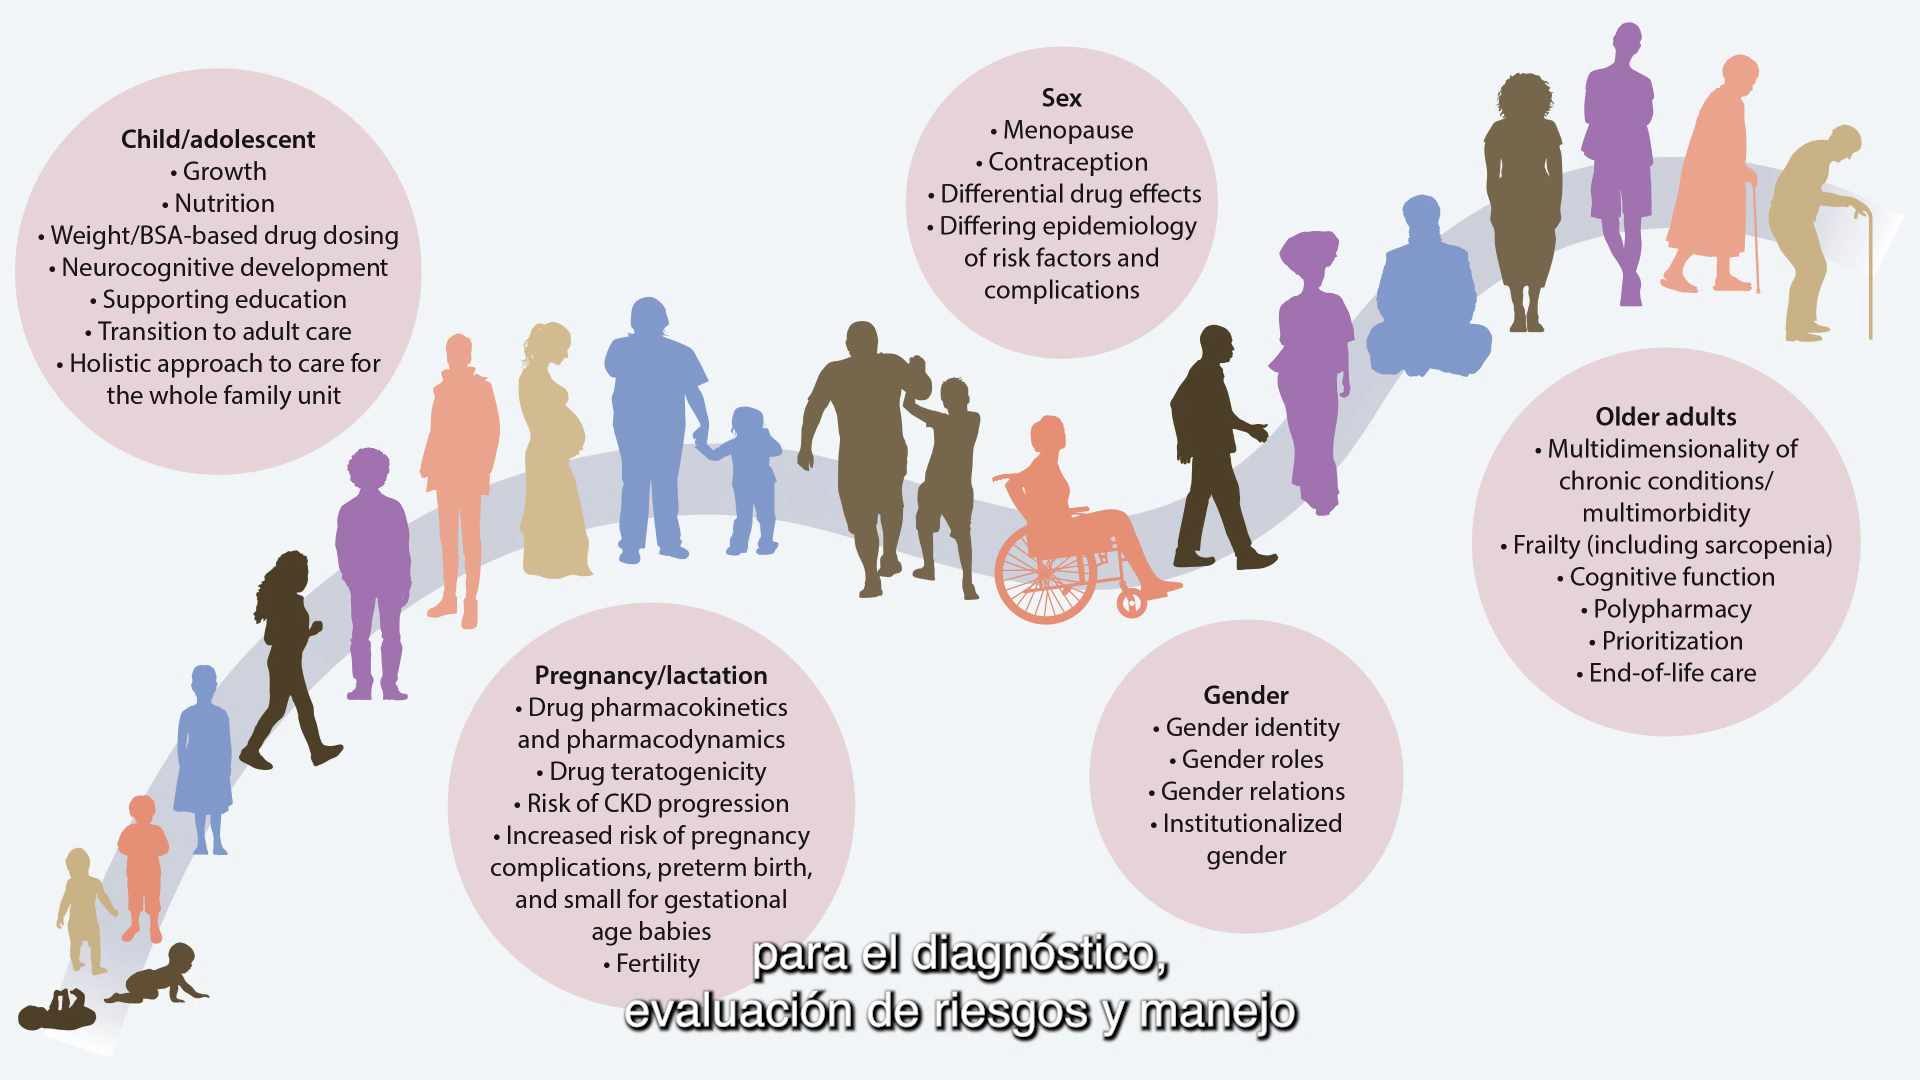 Child/adolescent
• Growth
• Nutrition
• Weight/BSA-based drug dosing
• Neurocognitive development
• Supporting education
• Transition to adult care
• Holistic approach to care for
the whole family unit
Pregnancy/lactation
• Drug pharmacokinetics
and pharmacodynamics
• Drug teratogenicity
• Risk of CKD progression
• Increased risk of pregnancy
complications, preterm birth,
and small for gestational
age babies
• Fertility
Sex
• Menopause
• Contraception
• Differential drug effects
• Differing epidemiology
of risk factors and
complications
Gender
• Gender identity
• Gender roles
• Gender relations
• Institutionalized
gender
Older adults
• Multidimensionality of
chronic conditions/
multimorbidity
• Frailty (including sarcopenia)
• Cognitive function
• Polypharmacy
• Prioritization
• End-of-life care
para el diagnóstico,
evaluación de riesgos y manejo